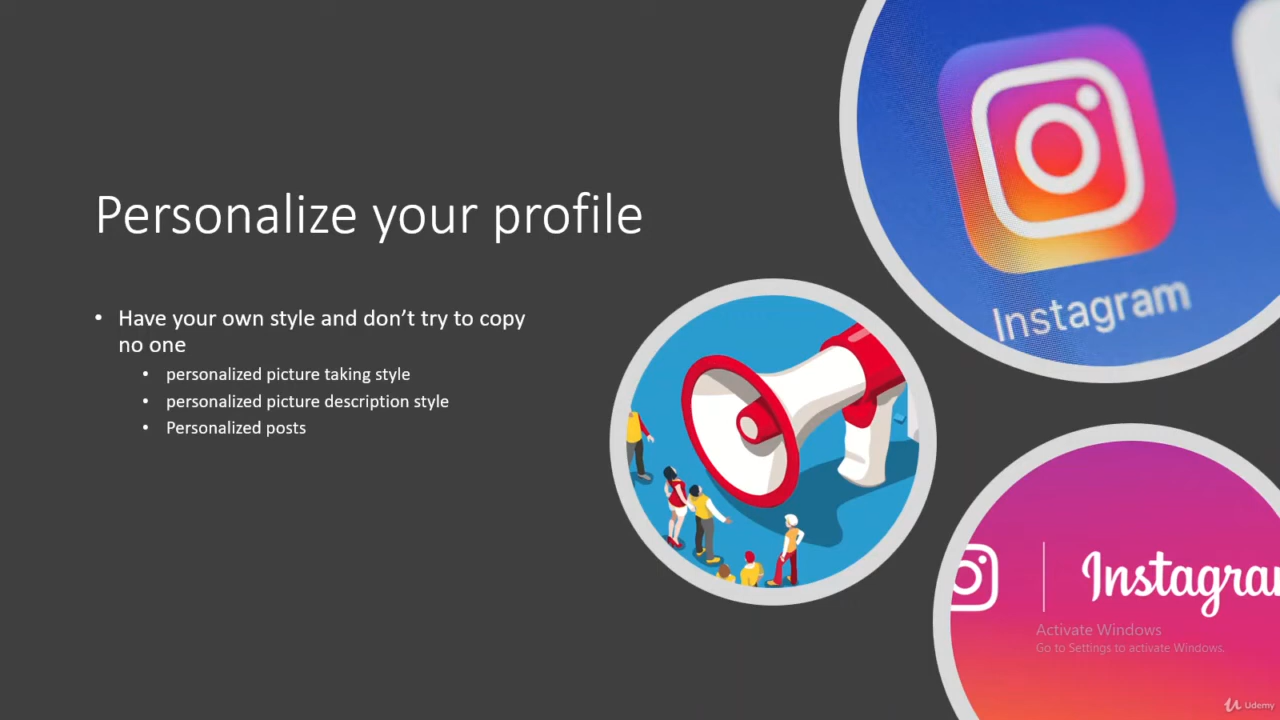 Personalize your profile
• Have your own style and don’t try to copy
no one
• personalized picture taking style
• personalized picture description style
• Personalized posts
Instagram
Instagra
Activate Windows
Go to Settings to activate Windows.
Udemy